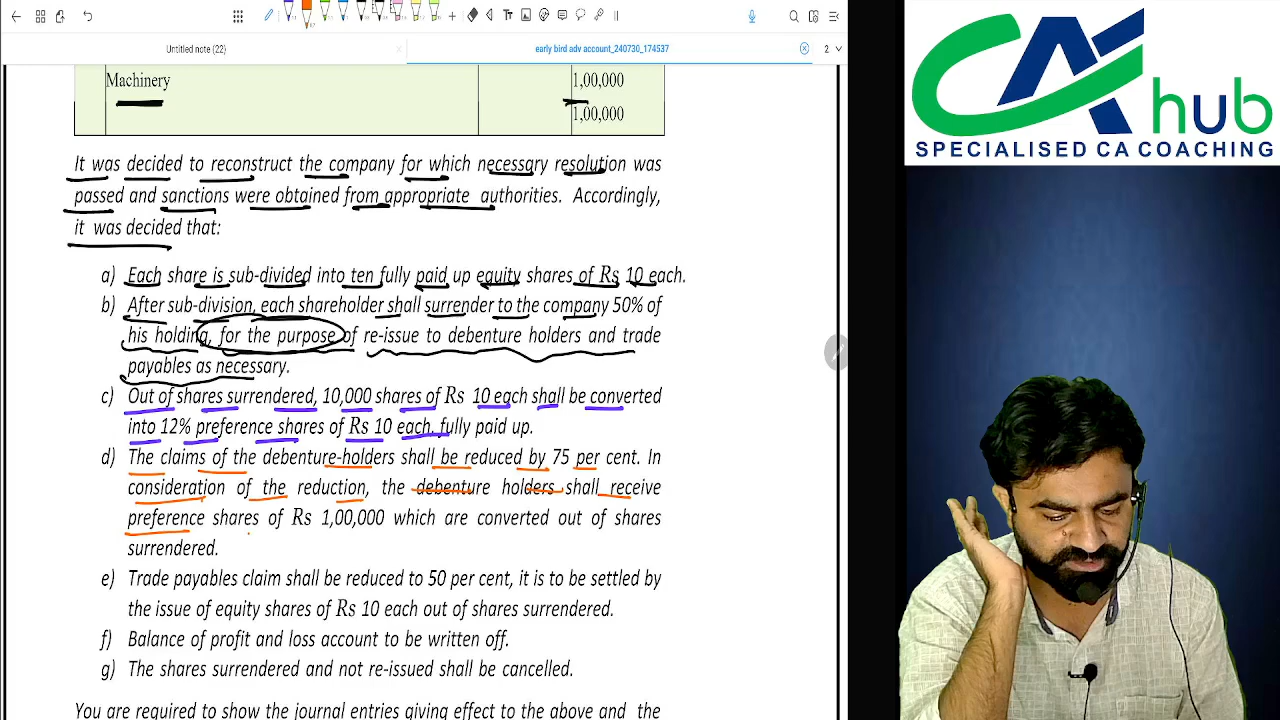 Untitled note (22)
early bird adv account_240730_174537
2
Machinery 1,00,000
1,00,000
It was decided to reconstruct the company for which necessary resolution was
passed and sanctions were obtained from appropriate authorities. Accordingly,
it was decided that:
a) Each share is sub-divided into ten fully paid up equity shares of Rs 10 each.
b) After sub-division, each shareholder shall surrender to the company 50% of
his holding, for the purpose of re-issue to debenture holders and trade
payables as necessary.
c) Out of shares surrendered, 10,000 shares of Rs 10 each shall be converted
into 12% preference shares of Rs 10 each. fully paid up.
d) The claims of the debenture-holders shall be reduced by 75 per cent. In
consideration of the reduction, the debenture holders shall receive
preference shares of Rs 1,00,000 which are converted out of shares
surrendered.
e) Trade payables claim shall be reduced to 50 per cent, it is to be settled by
the issue of equity shares of Rs 10 each out of shares surrendered.
f) Balance of profit and loss account to be written off.
g) The shares surrendered and not re-issued shall be cancelled.
You are required to show the journal entries giving effect to the above and the
CA hub
SPECIALISED CA COACHING